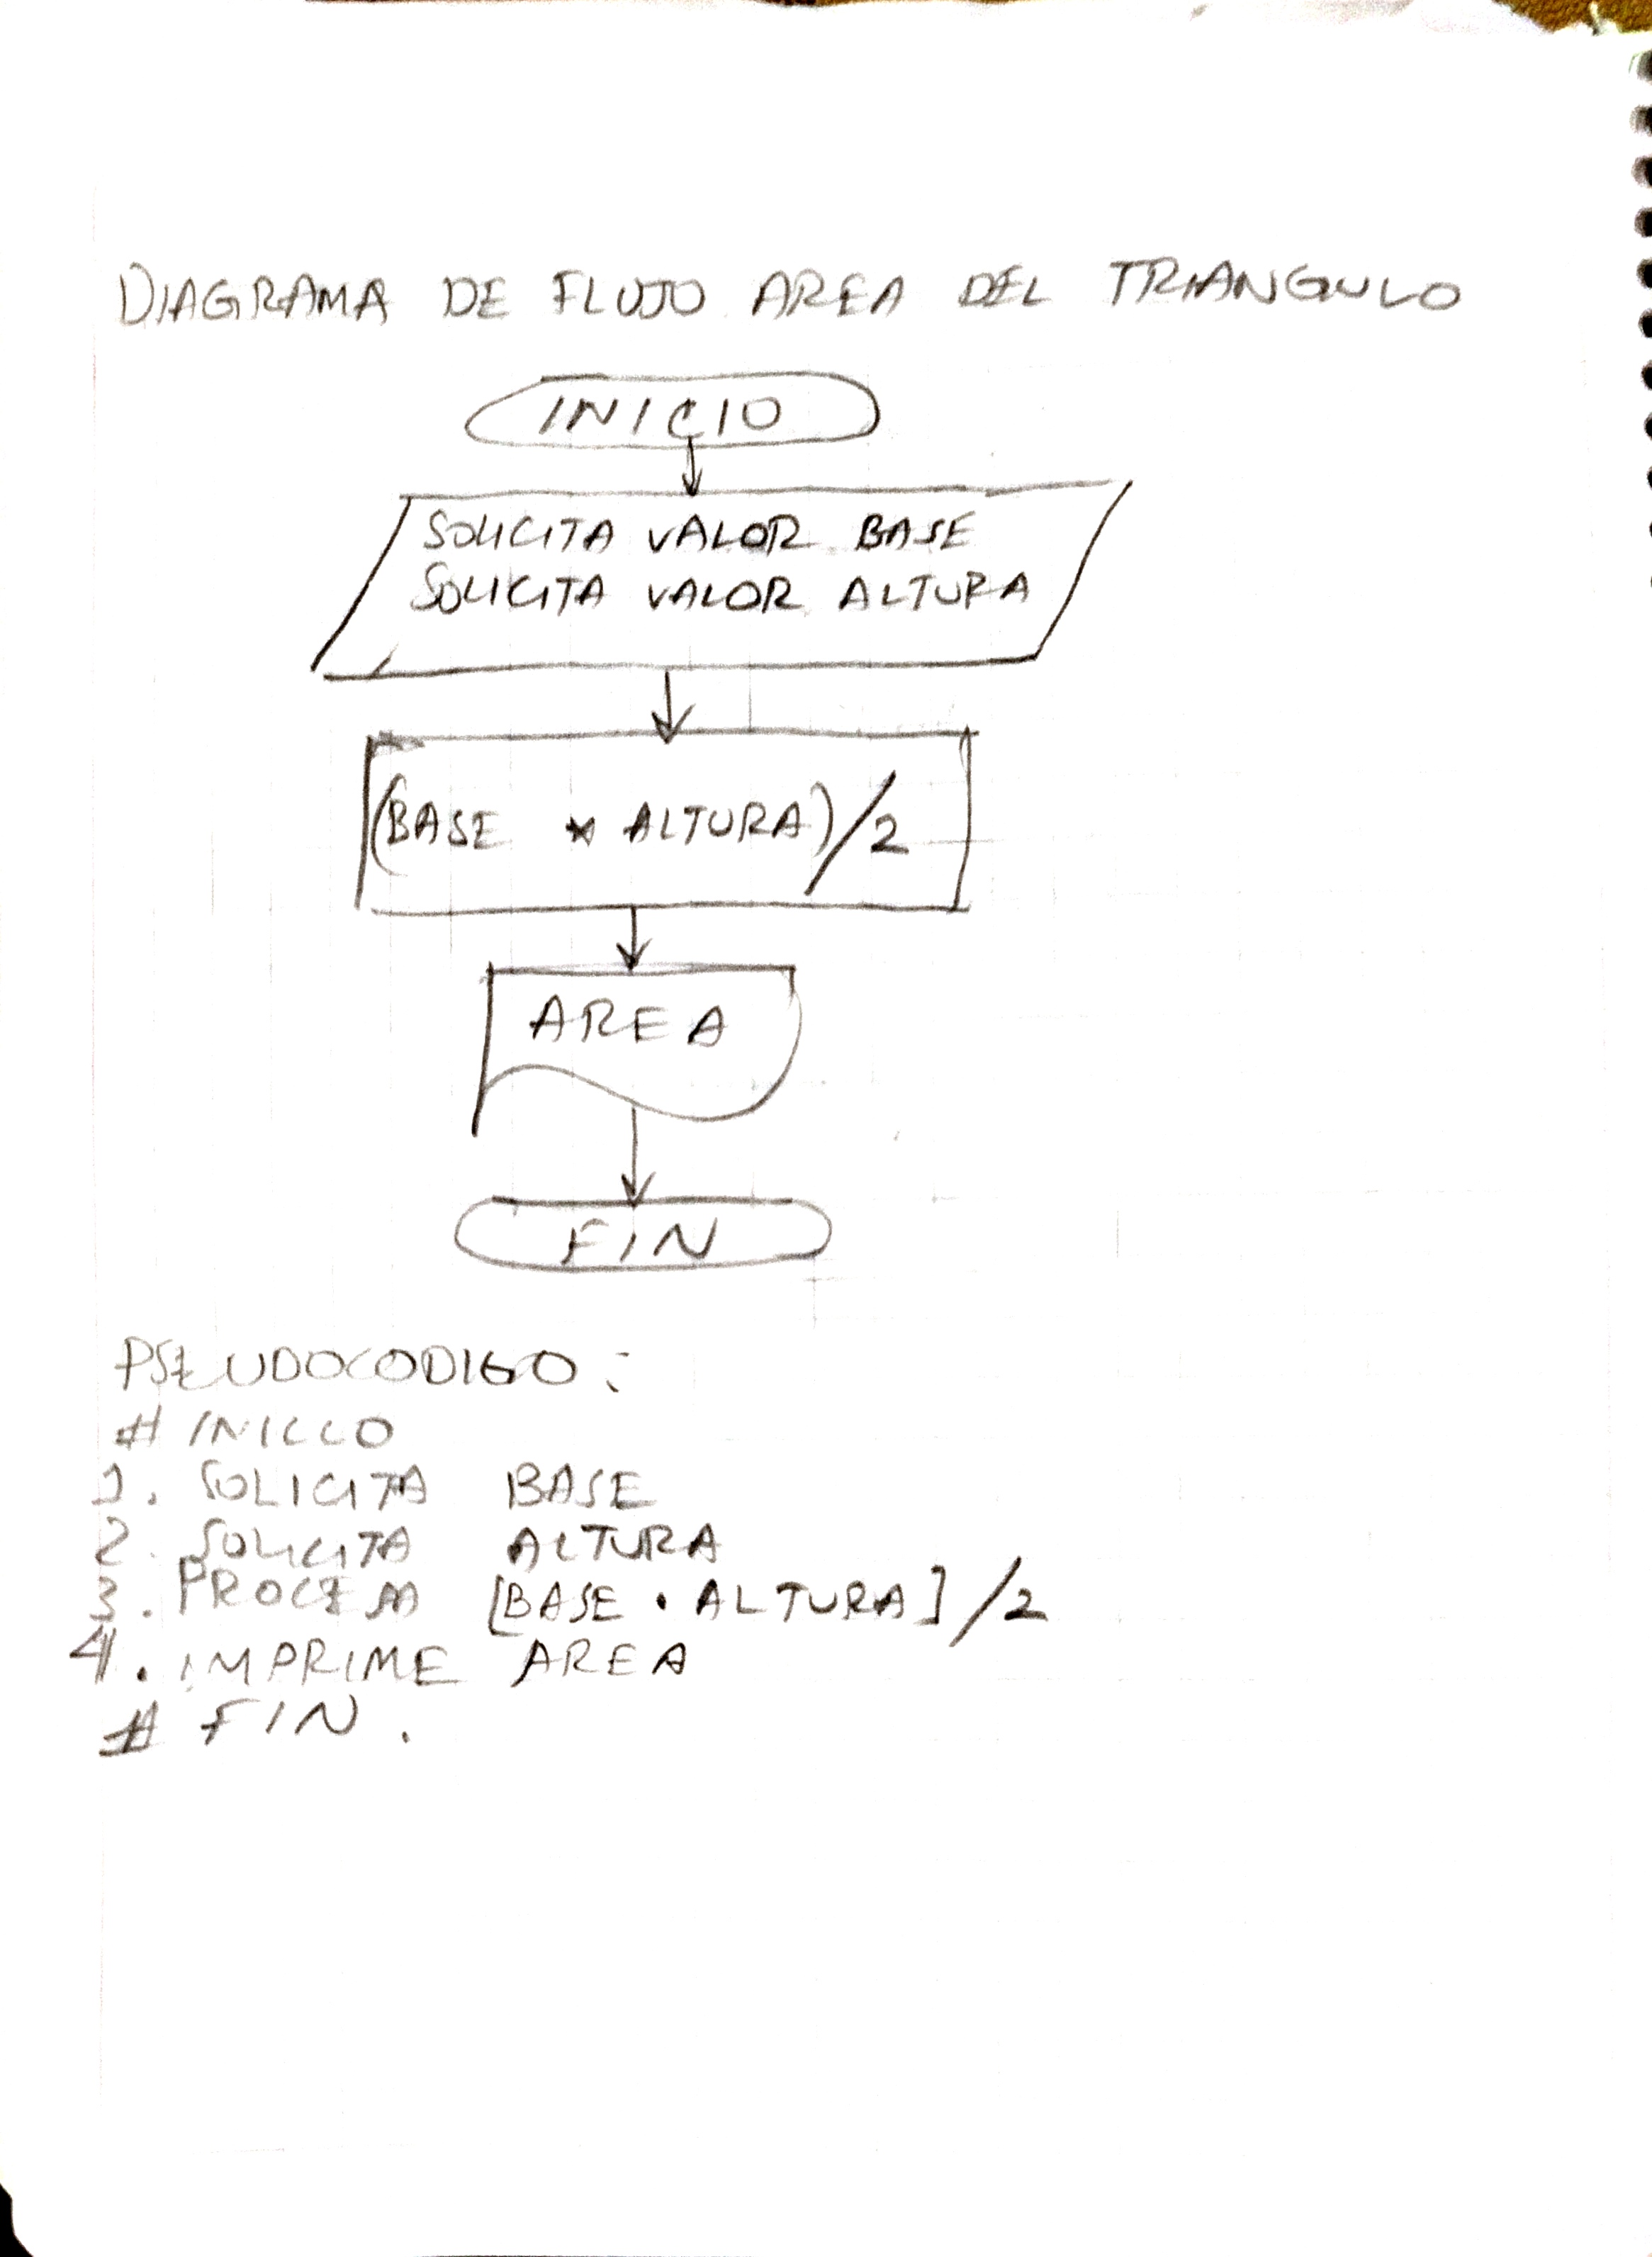 DIAGRAMA DE FLUJO AREA DEL TRIANGULO
INICIO
SOLICITA VALOR BASE
SOLICITA VALOR ALTURA
(BASE * ALTURA)/2
AREA
FIN
PSEUDOCODIGO:
# INICIO
1. SOLICITA BASE
2. SOLICITA ALTURA
3. [BASE · ALTURA] /2
4. IMPRIME AREA
# FIN.